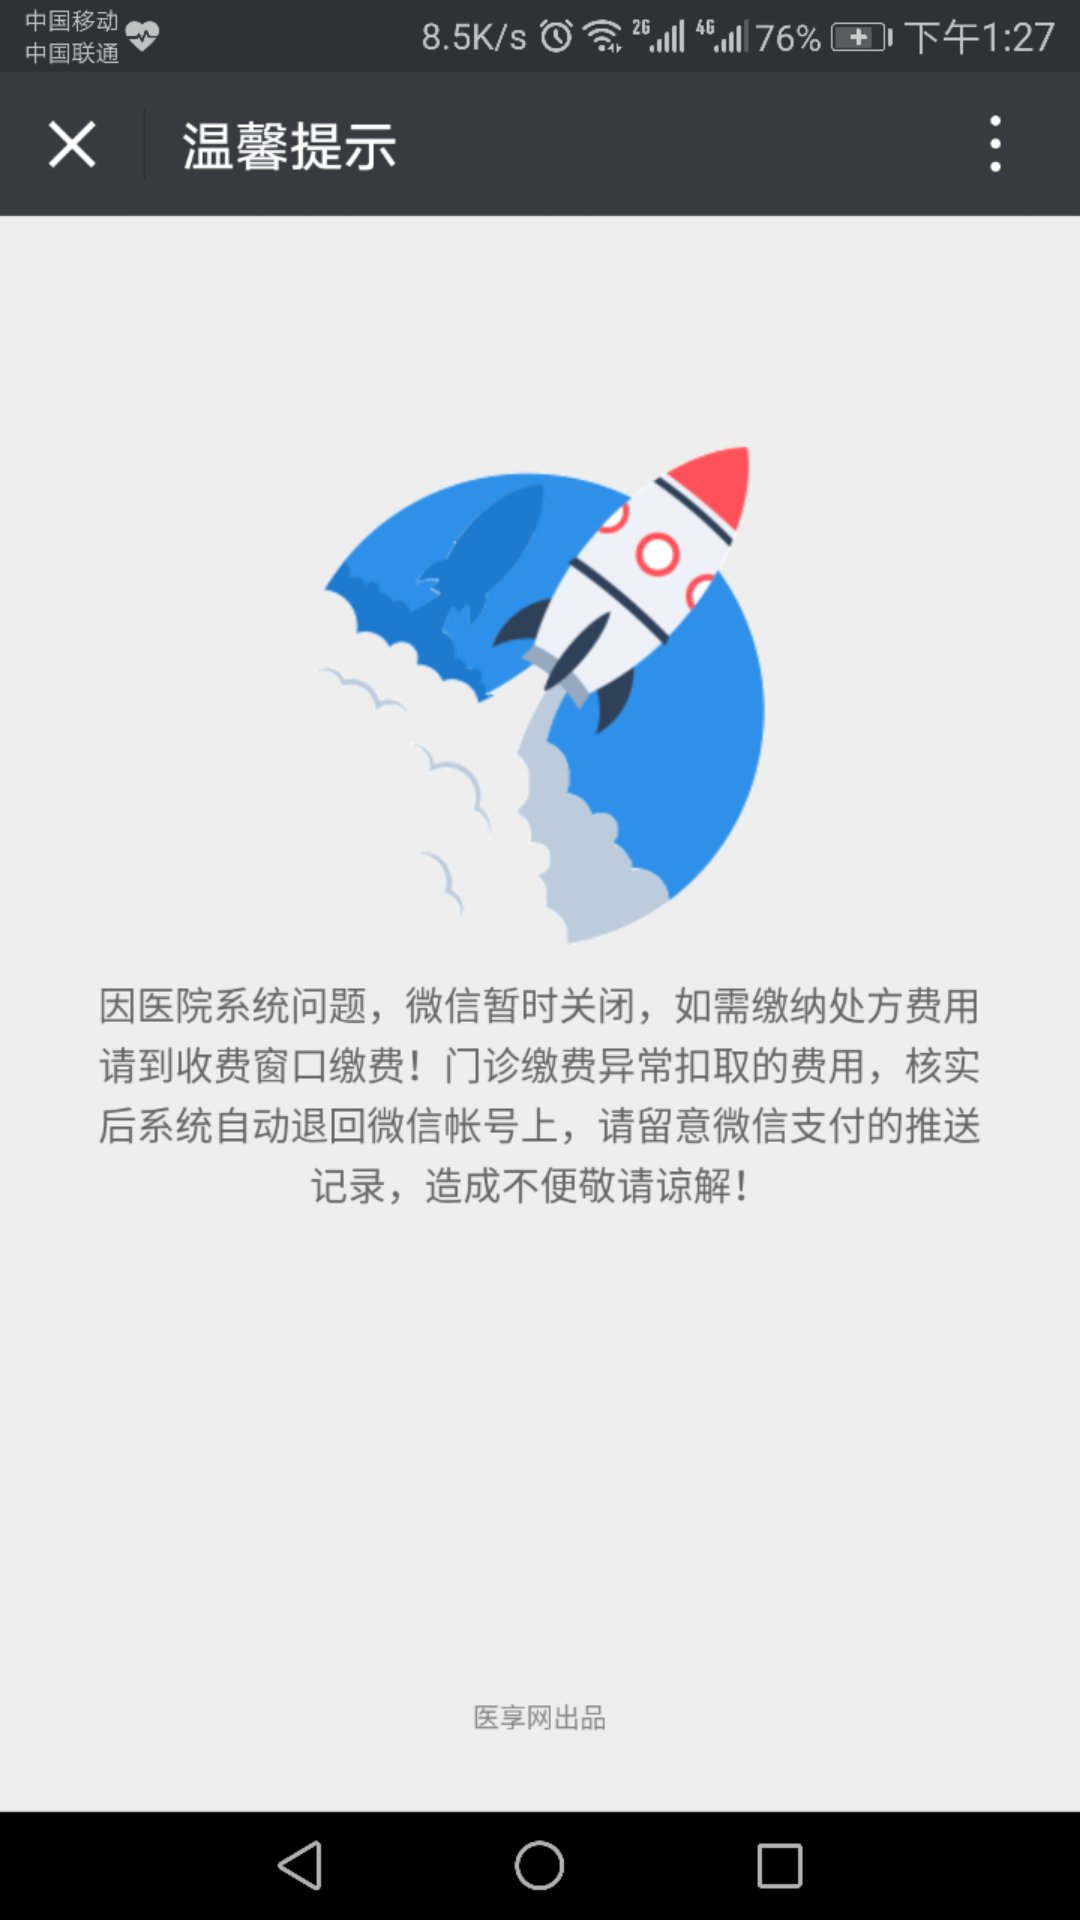 中国移动
中国联通
8.5K/s 2G 4G 76% 下午1:27
温馨提示
因医院系统问题，微信暂时关闭，如需缴纳处方费用
请到收费窗口缴费！门诊缴费异常扣取的费用，核实
后系统自动退回微信帐号上，请留意微信支付的推送
记录，造成不便敬请谅解！
医享网出品